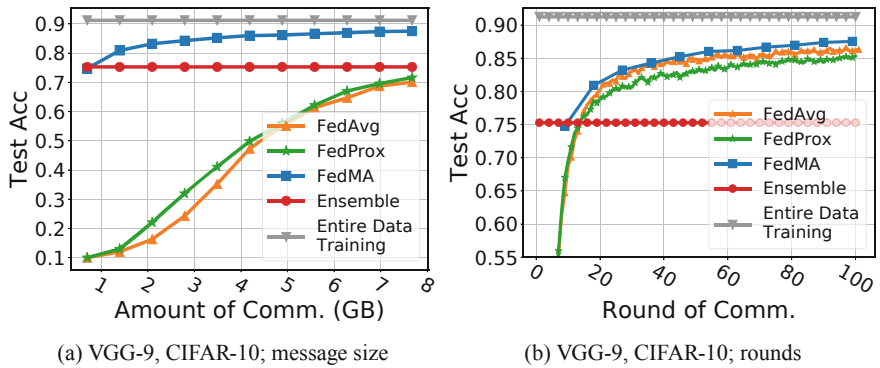 0.9
0.8
0.7
0.6
0.5
0.4
0.3
0.2
0.1
Test Acc
FedAvg
FedProx
FedMA
Ensemble
Entire Data
Training
1 2 3 4 5 6 7 8
Amount of Comm. (GB)
(a) VGG-9, CIFAR-10; message size
0.90
0.85
0.80
0.75
0.70
0.65
0.60
0.55
Test Acc
FedAvg
FedProx
FedMA
Ensemble
Entire Data
Training
0 20 40 60 80 100
Round of Comm.
(b) VGG-9, CIFAR-10; rounds